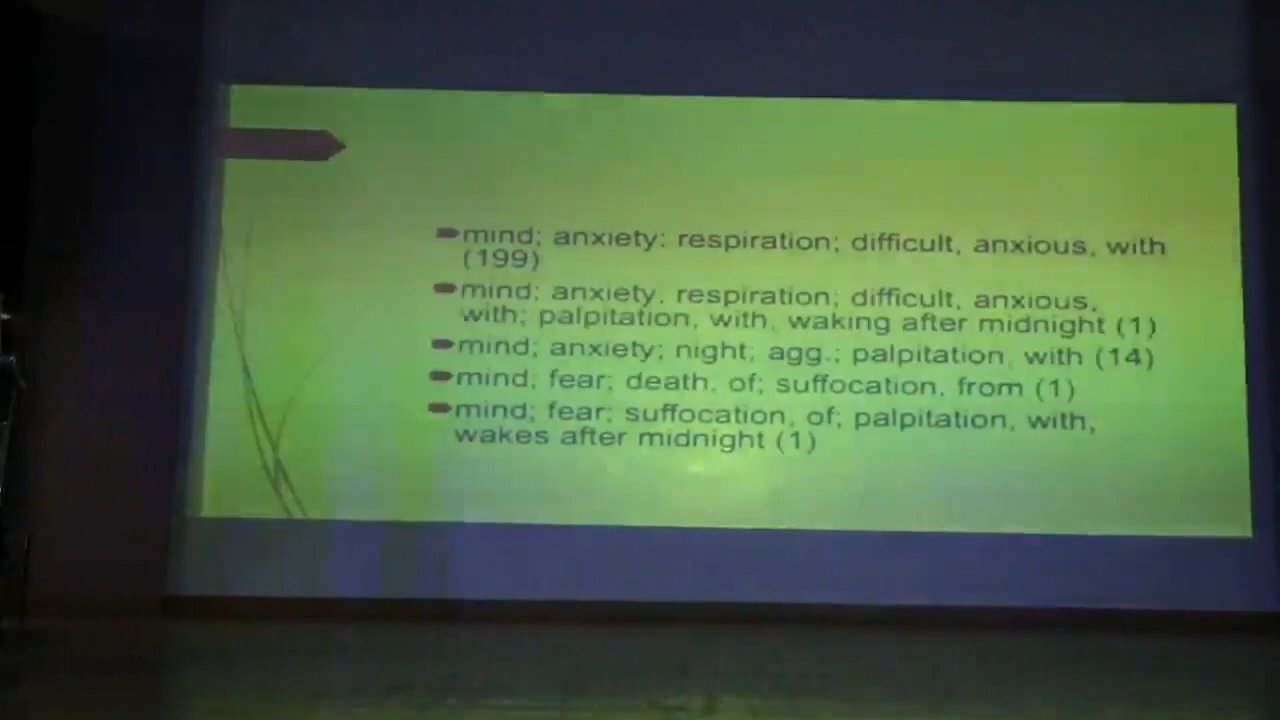 mind; anxiety; respiration; difficult, anxious, with
(199)
mind; anxiety, respiration; difficult, anxious,
with; palpitation, with, waking after midnight (1)
mind; anxiety; night; agg.; palpitation, with (14)
mind; fear; death, of; suffocation, from (1)
mind; fear; suffocation, of; palpitation, with,
wakes after midnight (1)